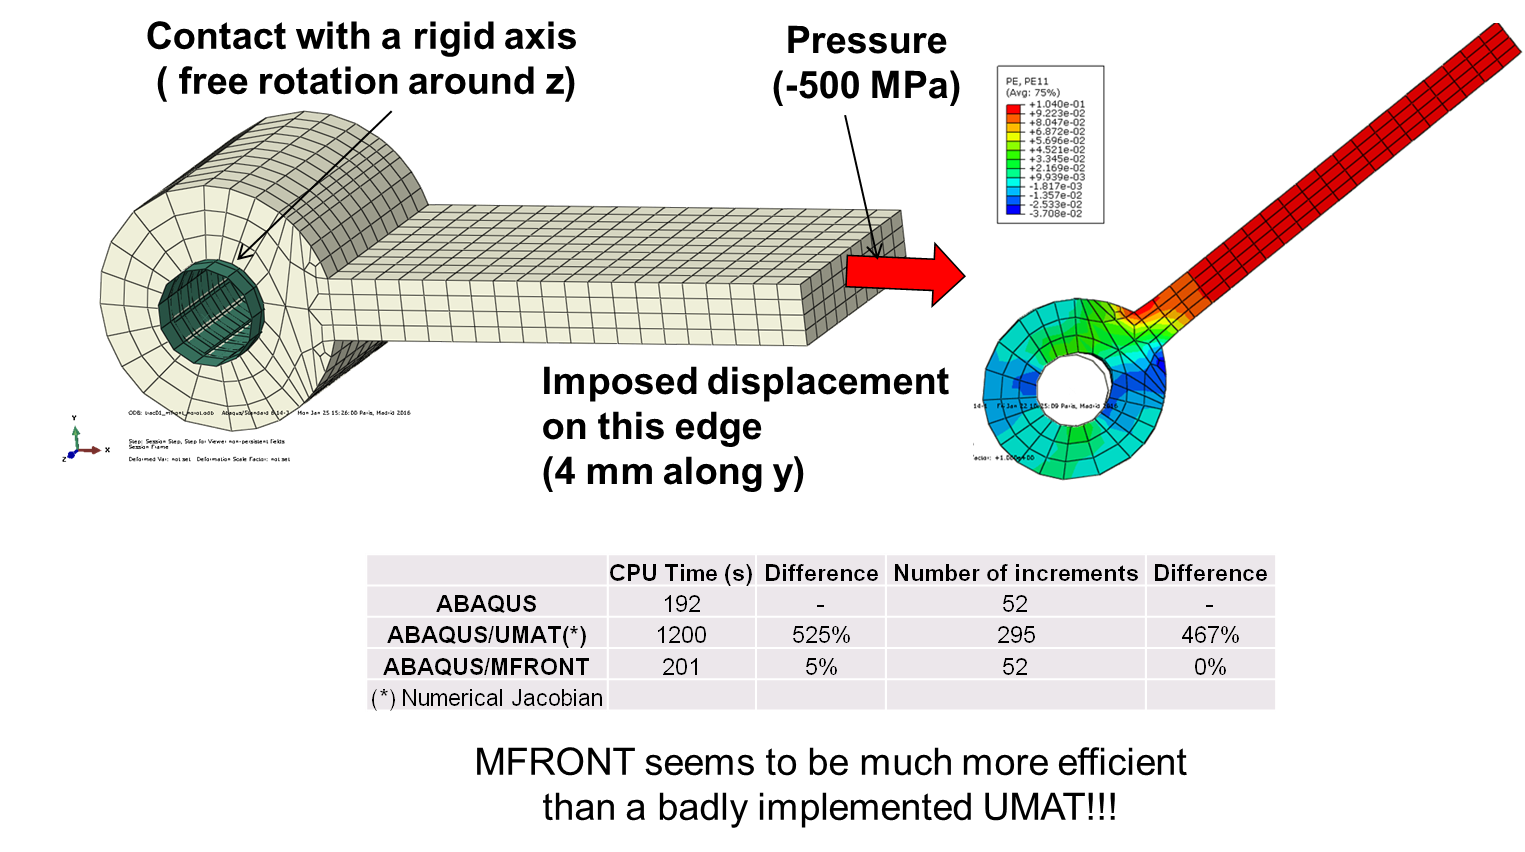 Contact with a rigid axis
( free rotation around z)
Pressure
(-500 MPa)
PE, PE11
(Avg: 75%)
+1.040e-01
+9.223e-02
+8.047e-02
+6.872e-02
+5.696e-02
+4.521e-02
+3.345e-02
+2.169e-02
+9.939e-03
-1.817e-03
-1.357e-02
-2.533e-02
-3.708e-02
Imposed displacement
on this edge
(4 mm along y)
Y
X
Z
ODB: Abaqus/Standard 6.14-1 Mon Jan 25 15:26:00 Paris, Madrid 2016
Step: Session Step, Step for Viewer non-persistent fields
Session Frame
Deformed Var: not set Deformation Scale Factor: not set
Jan 15:09 Paris, Madrid 2016
actor: +1.000e+00
CPU Time (s) Difference Number of increments Difference
ABAQUS 192 - 52 -
ABAQUS/UMAT(*) 1200 525% 295 467%
ABAQUS/MFRONT 201 5% 52 0%
(*) Numerical Jacobian
MFRONT seems to be much more efficient
than a badly implemented UMAT!!!